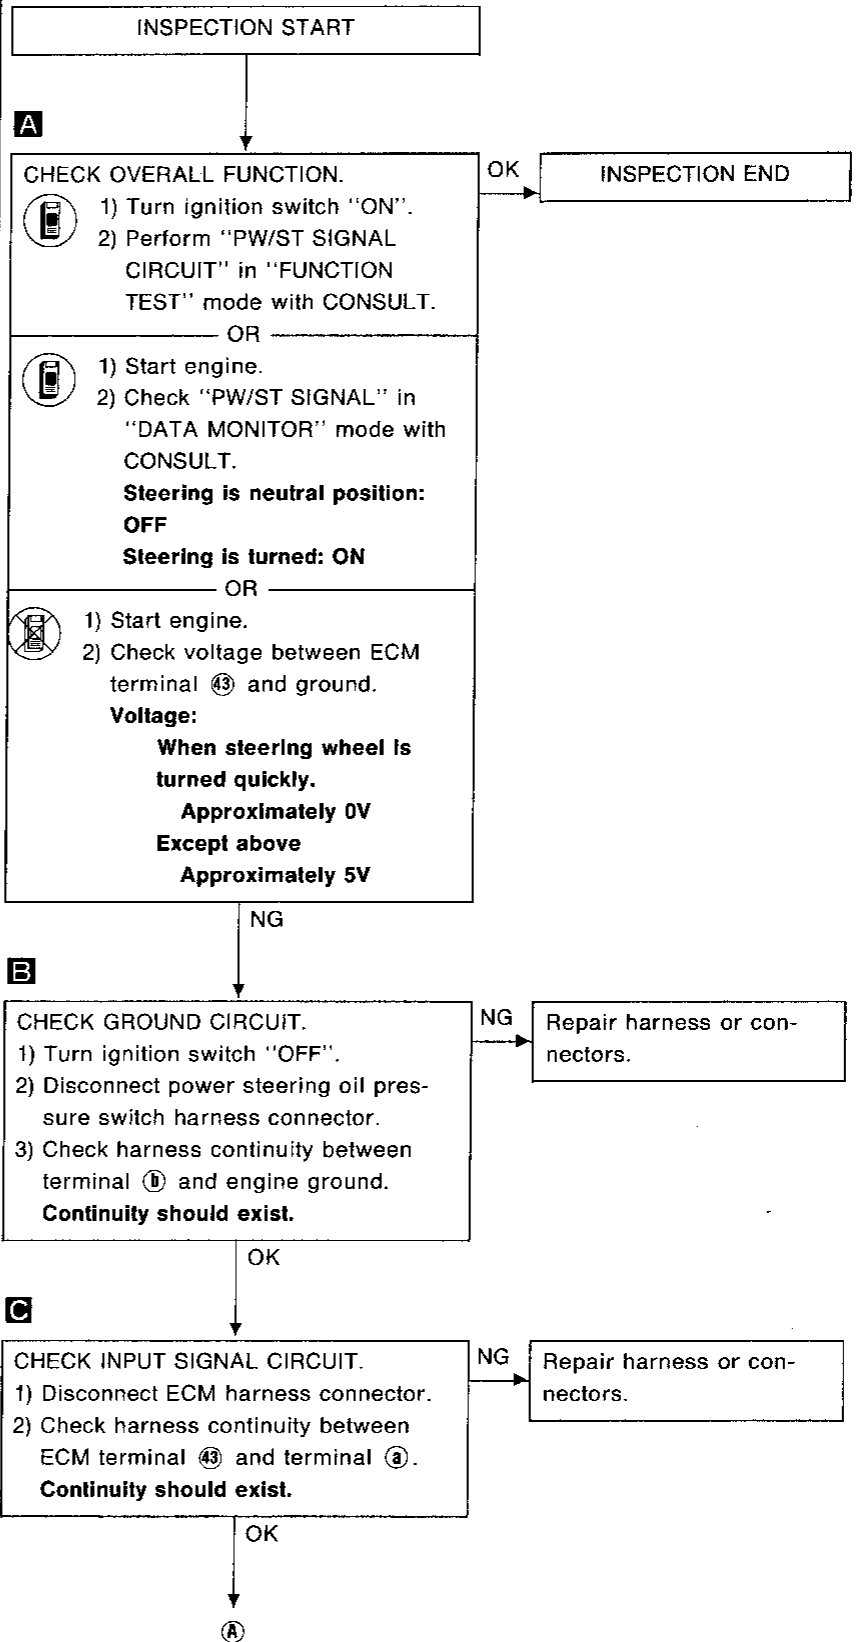 INSPECTION START
A
CHECK OVERALL FUNCTION.
1) Turn ignition switch "ON".
2) Perform "PW/ST SIGNAL
CIRCUIT" in "FUNCTION
TEST" mode with CONSULT.
OK
INSPECTION END
OR
1) Start engine.
2) Check "PW/ST SIGNAL" in
"DATA MONITOR" mode with
CONSULT.
Steering is neutral position:
OFF
Steering is turned: ON
OR
1) Start engine.
2) Check voltage between ECM
terminal ㊸ and ground.
Voltage:
When steering wheel is
turned quickly.
Approximately 0V
Except above
Approximately 5V
NG
B
CHECK GROUND CIRCUIT.
1) Turn ignition switch "OFF".
2) Disconnect power steering oil pres-
sure switch harness connector.
3) Check harness continuity between
terminal ⓑ and engine ground.
Continuity should exist.
NG
Repair harness or con-
nectors.
OK
C
CHECK INPUT SIGNAL CIRCUIT.
1) Disconnect ECM harness connector.
2) Check harness continuity between
ECM terminal ㊸ and terminal ⓐ.
Continuity should exist.
NG
Repair harness or con-
nectors.
OK
Ⓐ